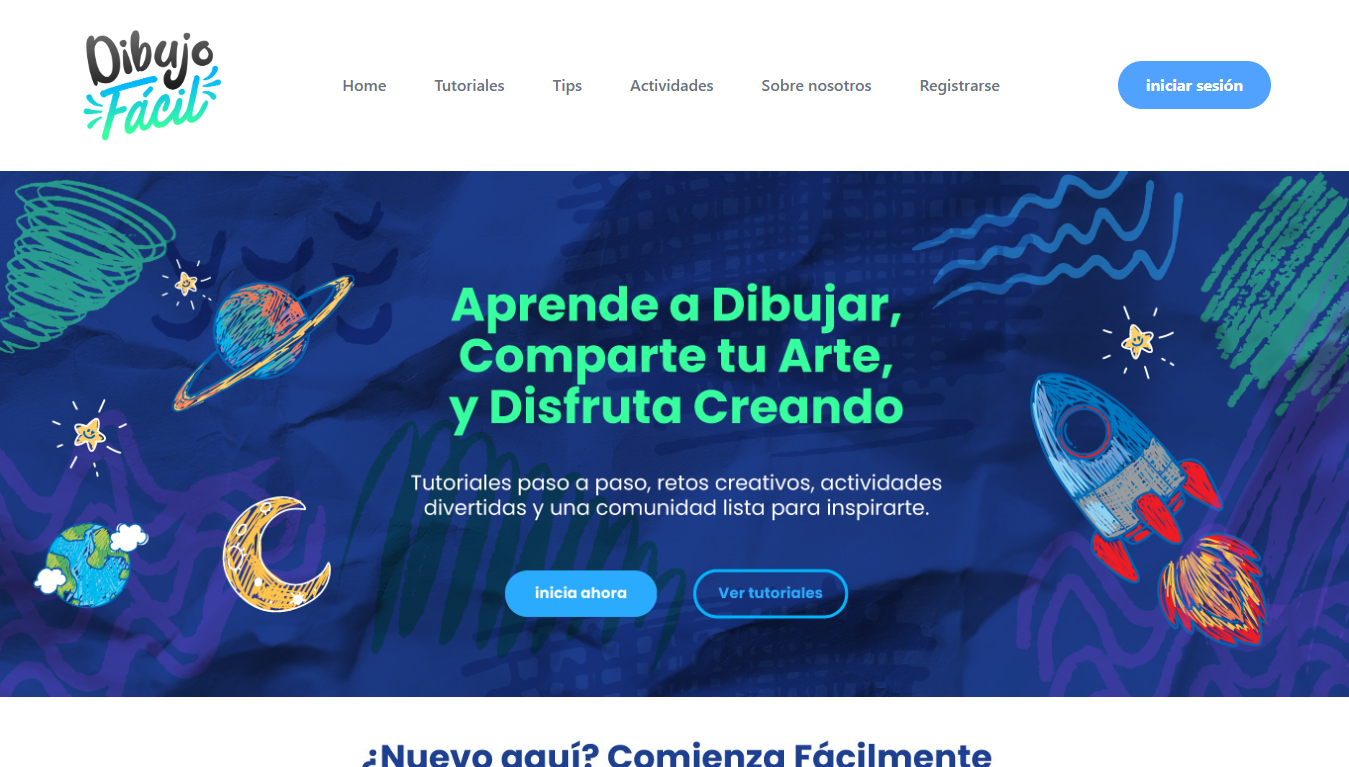 Dibujo
Fácil
Home
Tutoriales
Tips
Actividades
Sobre nosotros
Registrarse
iniciar sesión
Aprende a Dibujar,
Comparte tu Arte,
y Disfruta Creando
Tutoriales paso a paso, retos creativos, actividades
divertidas y una comunidad lista para inspirarte.
inicia ahora
Ver tutoriales
¿Nuevo aquí? Comienza Fácilmente